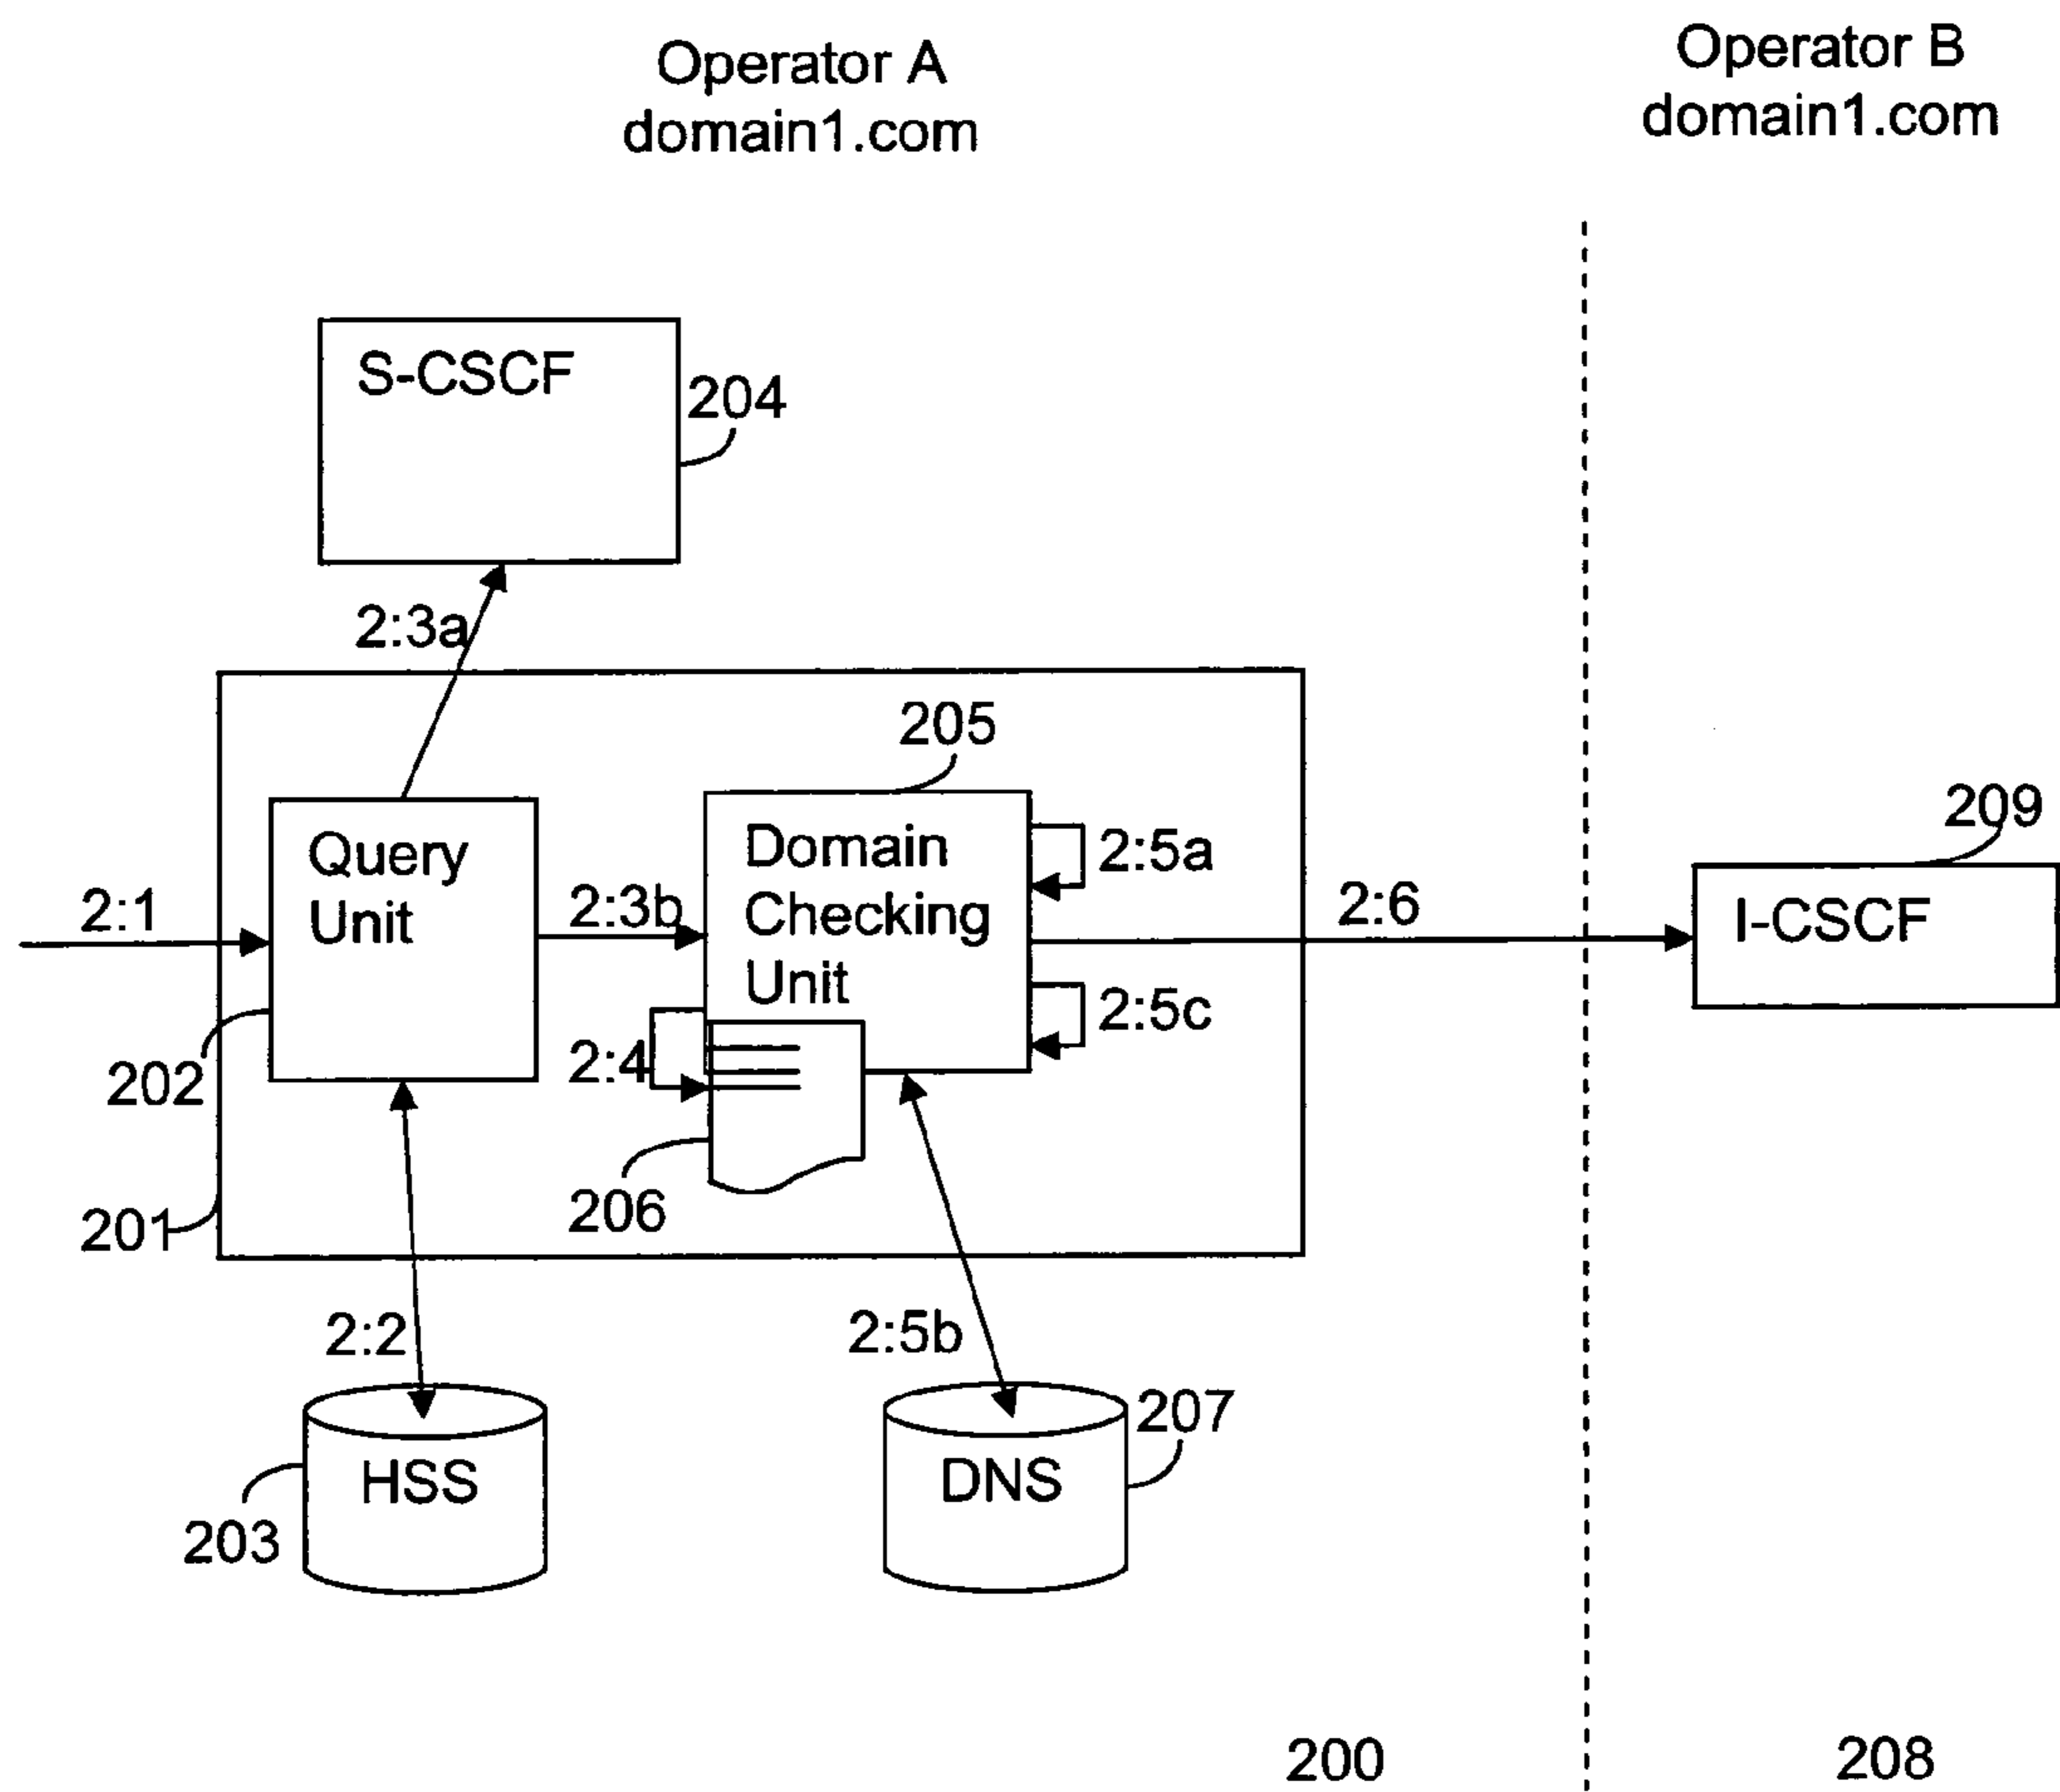 Operator A
domain1.com
Operator B
domain1.com
S-CSCF
204
2:3a
205
Query
Unit
Domain
Checking
Unit
2:1
2:3b
2:5a
2:6
209
I-CSCF
2:5c
202
2:4
206
201
2:2
2:5b
207
HSS
203
DNS
200
208